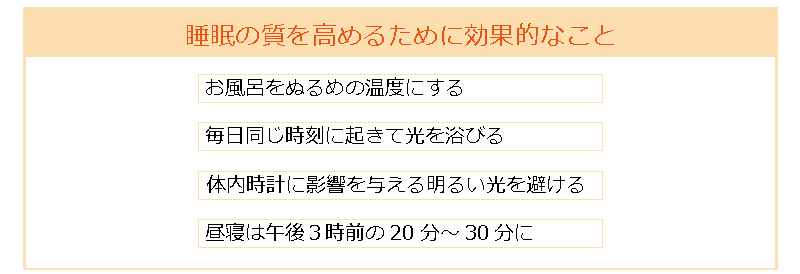 睡眠の質を高めるために効果的なこと
お風呂をぬるめの温度にする
毎日同じ時刻に起きて光を浴びる
体内時計に影響を与える明るい光を避ける
昼寝は午後３時前の 20 分～ 30 分に